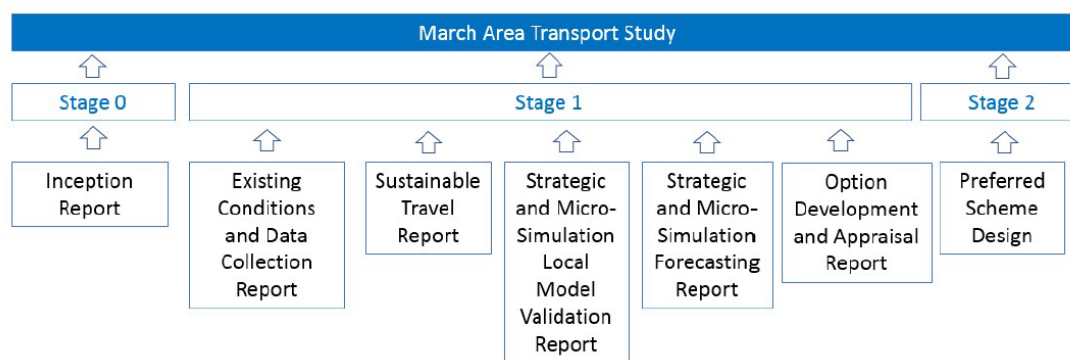 March Area Transport Study
Stage 0
Stage 1
Stage 2
Inception
Report
Existing
Conditions
and Data
Collection
Report
Sustainable
Travel
Report
Strategic
and Micro-
Simulation
Local
Model
Validation
Report
Strategic
and Micro-
Simulation
Forecasting
Report
Option
Development
and Appraisal
Report
Preferred
Scheme
Design